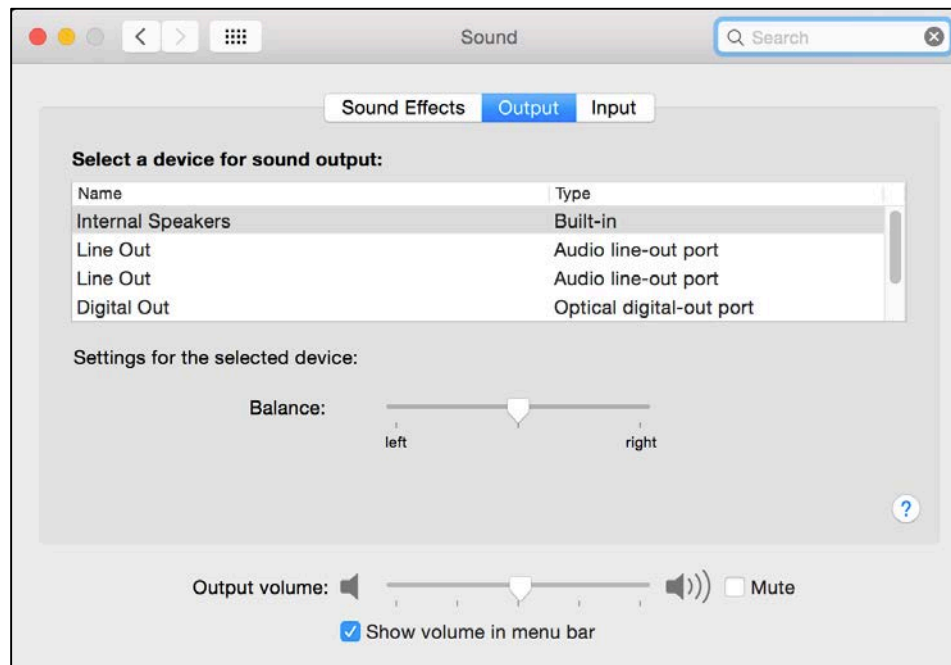 Sound
Search
Sound Effects Output Input
Select a device for sound output:
Name Type
Internal Speakers Built-in
Line Out Audio line-out port
Line Out Audio line-out port
Digital Out Optical digital-out port
Settings for the selected device:
Balance:
left right
?
Output volume: Mute
Show volume in menu bar